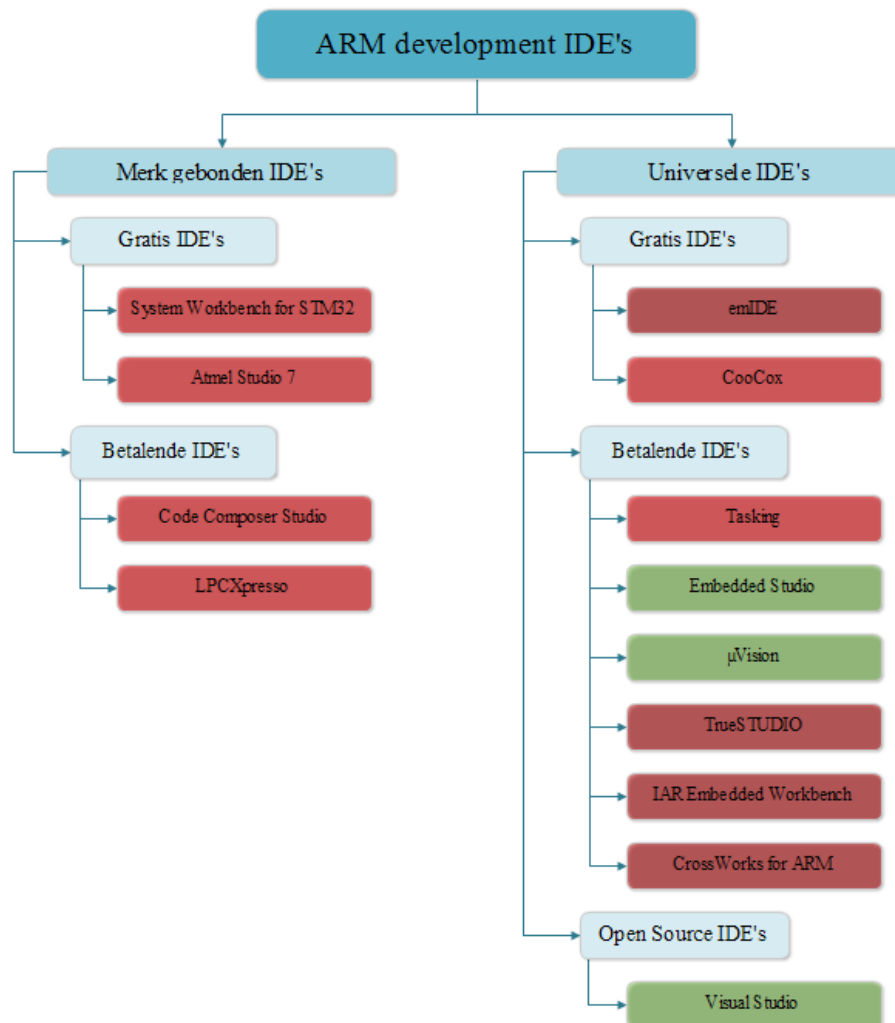 ARM development IDE's
Merk gebonden IDE's
Gratis IDE's
System Workbench for STM32
Atmel Studio 7
Betalende IDE's
Code Composer Studio
LPCXpresso
Universele IDE's
Gratis IDE's
emIDE
CooCox
Betalende IDE's
Tasking
Embedded Studio
µVision
TrueSTUDIO
IAR Embedded Workbench
CrossWorks for ARM
Open Source IDE's
Visual Studio